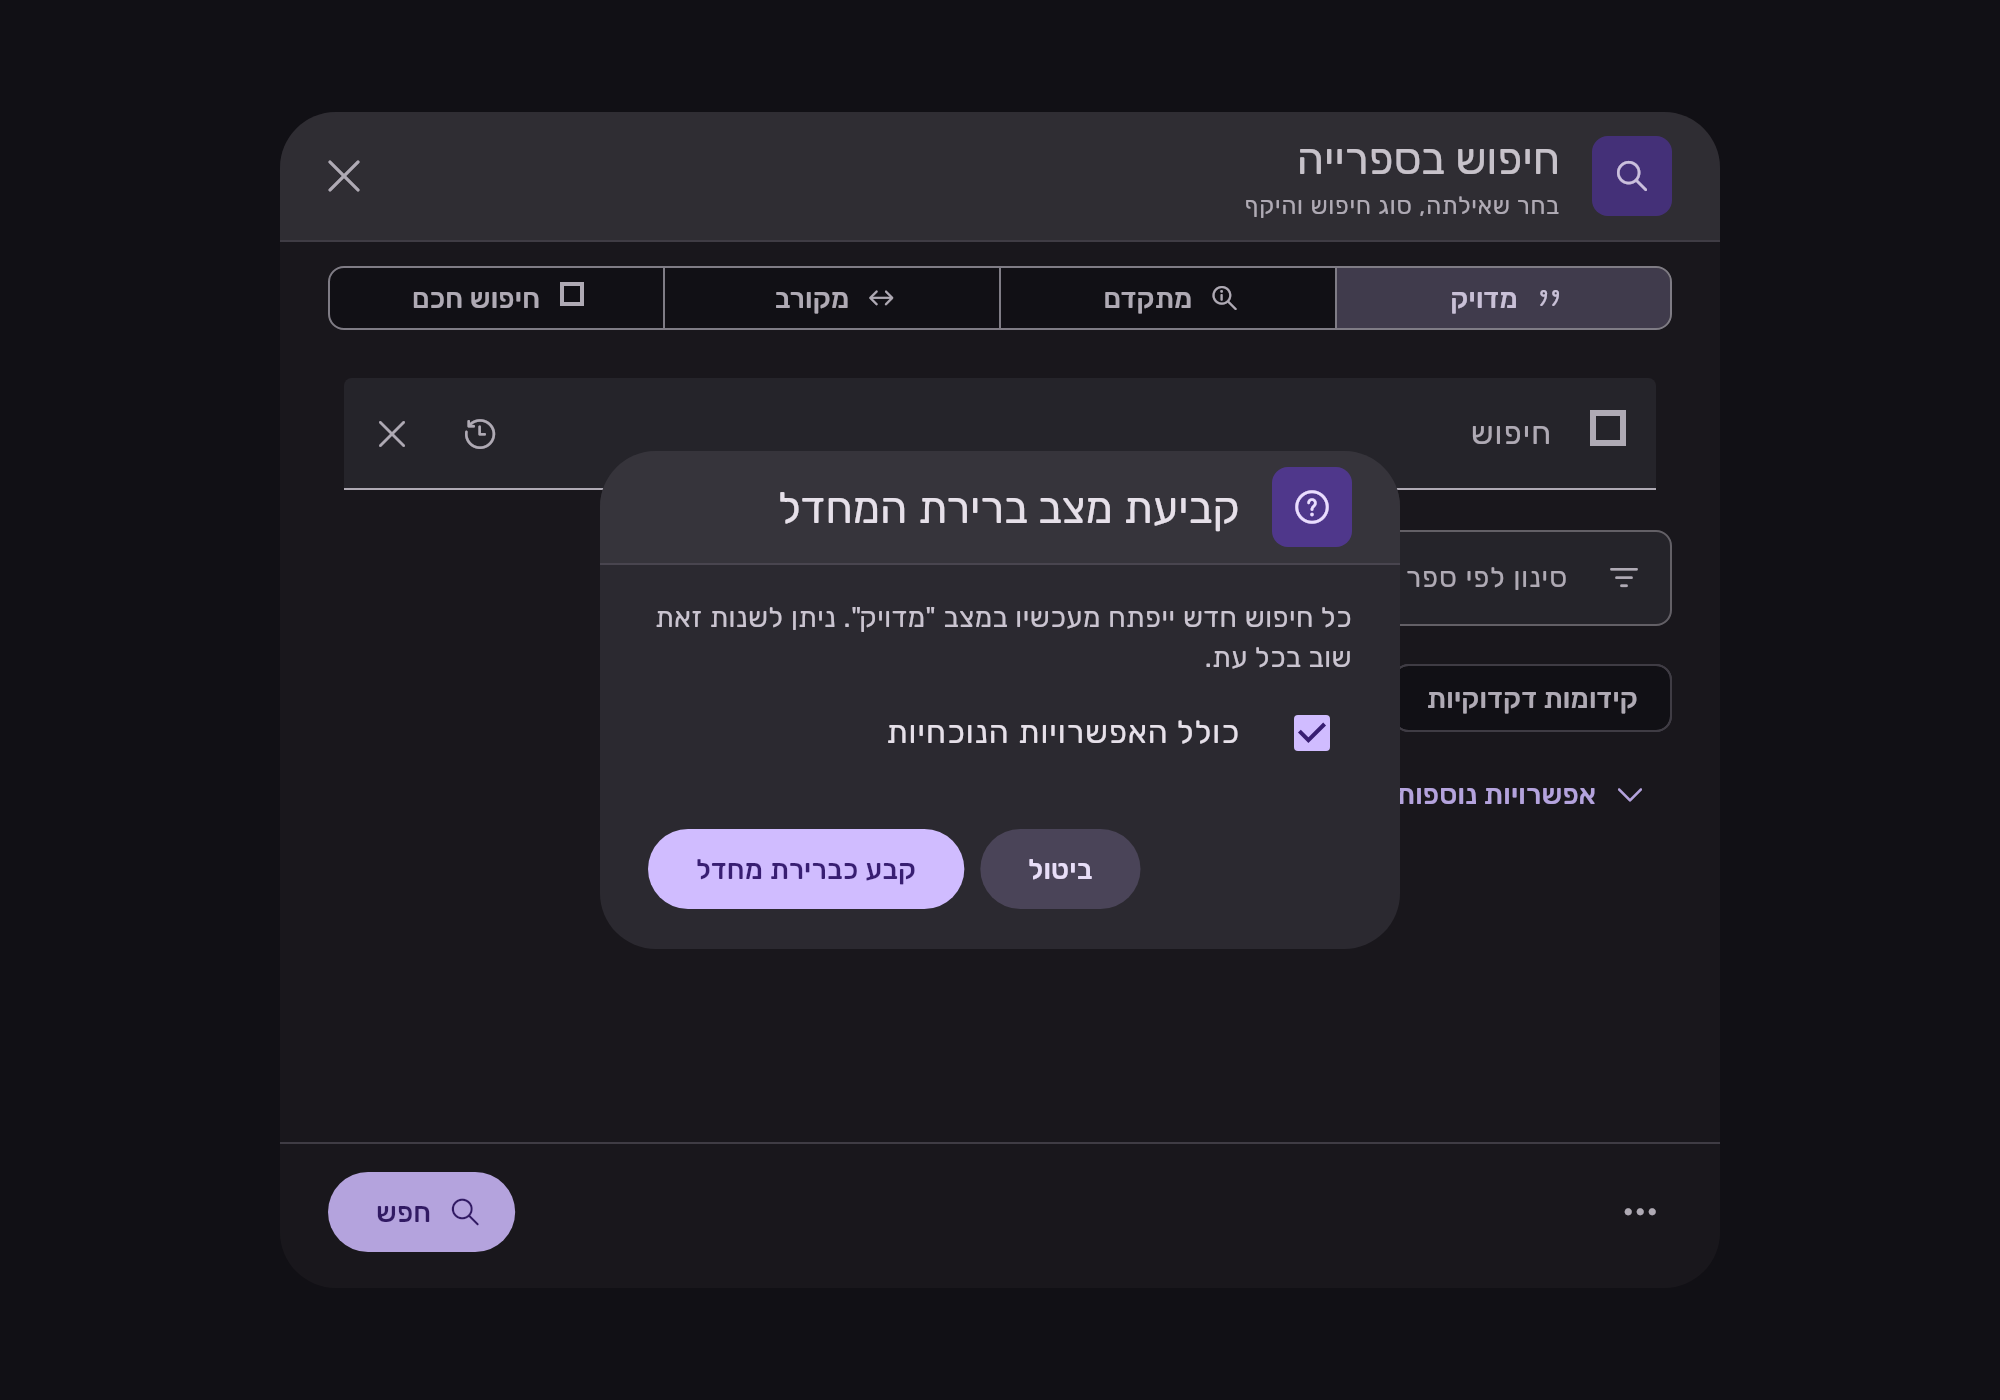 חיפוש בספרייה
בחר שאילתה, סוג חיפוש והיקף
מדויק
מתקדם
מקורב
חיפוש חכם
חיפוש
קביעת מצב ברירת המחדל
כל חיפוש חדש ייפתח מעכשיו במצב "מדויק". ניתן לשנות זאת
שוב בכל עת.
כולל האפשרויות הנוכחיות
ביטול
קבע כברירת מחדל
סינון לפי ספר
קידומות דקדוקיות
אפשרויות נוספות
חפש